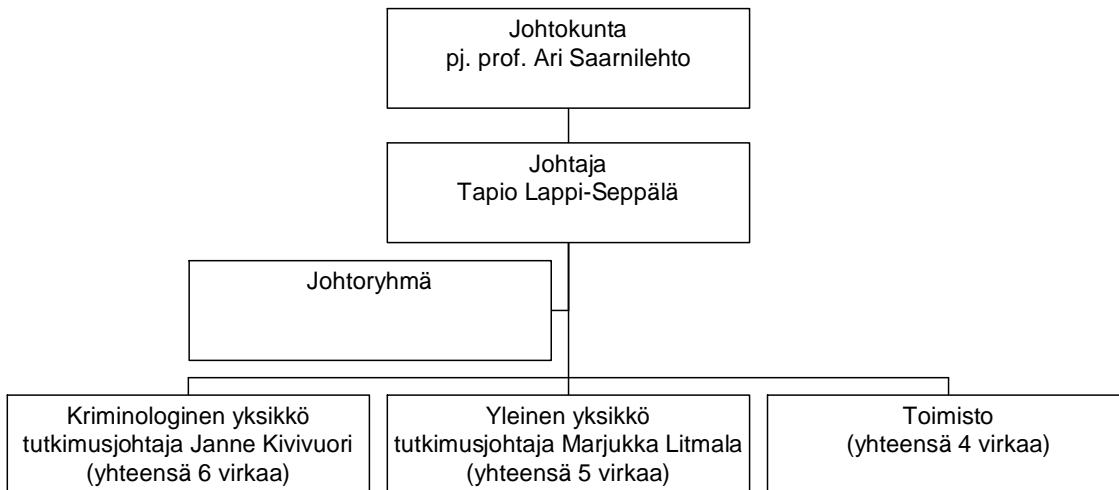 Johtokunta
pj. prof. Ari Saarnilehto
Johtaja
Tapio Lappi-Seppälä
Johtoryhmä
Kriminologinen yksikkö
tutkimusjohtaja Janne Kivivuori
(yhteensä 6 virkaa)
Yleinen yksikkö
tutkimusjohtaja Marjukka Litmala
(yhteensä 5 virkaa)
Toimisto
(yhteensä 4 virkaa)